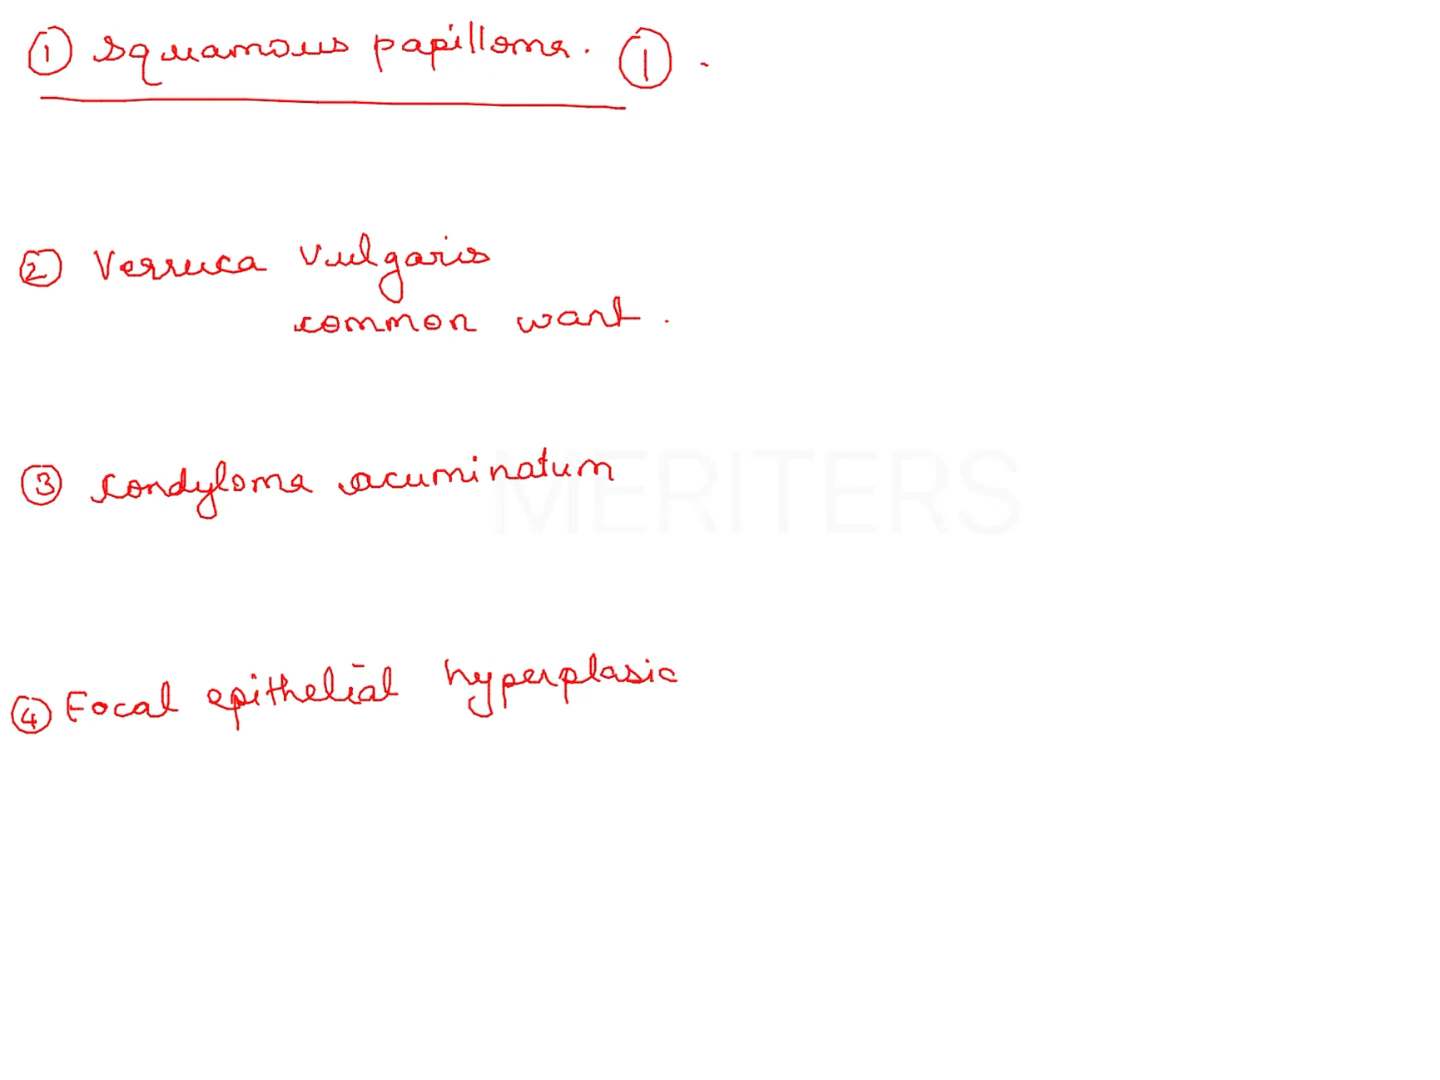 ① squamous papilloma. ① .
② Verruca Vulgaris
common wart .
③ condyloma acuminatum
MERITERS
④ Focal epithelial hyperplasia